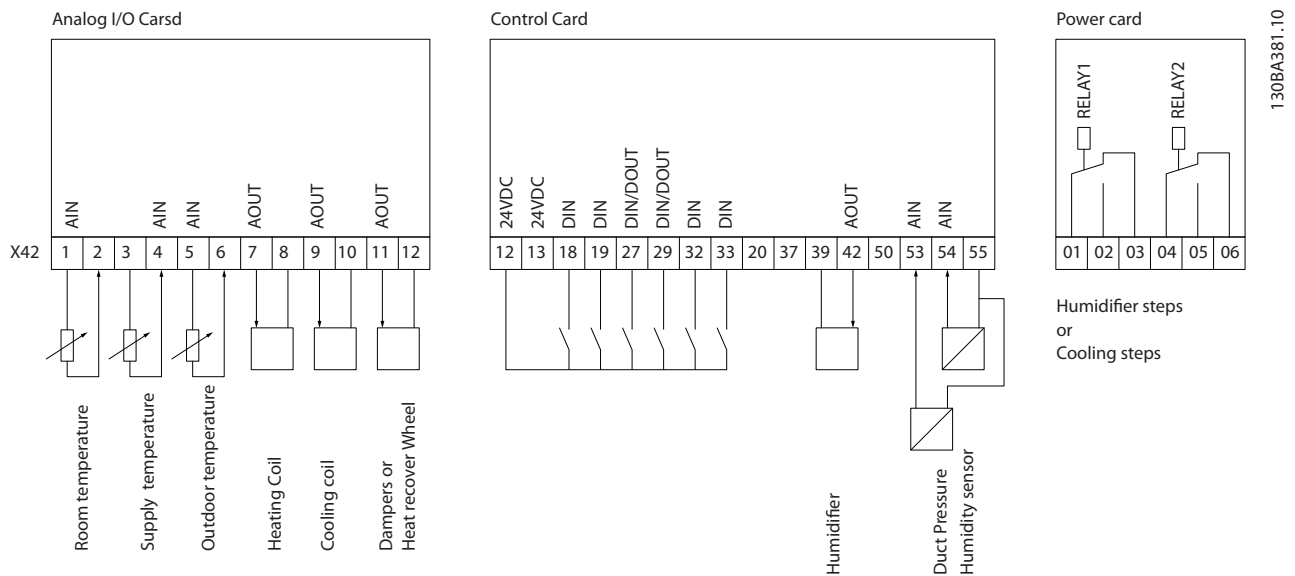 Analog I/O Carsd
Control Card
Power card
130BA381.10
AIN
AIN
AIN
AOUT
AOUT
AOUT
24VDC
24VDC
DIN
DIN
DIN/DOUT
DIN/DOUT
DIN
DIN
AOUT
AIN
AIN
RELAY1
RELAY2
X42
1 2 3 4 5 6 7 8 9 10 11 12
12 13 18 19 27 29 32 33 20 37 39 42 50 53 54 55
01 02 03 04 05 06
Humidifier steps
or
Cooling steps
Room temperature
Supply temperature
Outdoor temperature
Heating Coil
Cooling coil
Dampers or
Heat recover Wheel
Humidifier
Duct Pressure
Humidity sensor